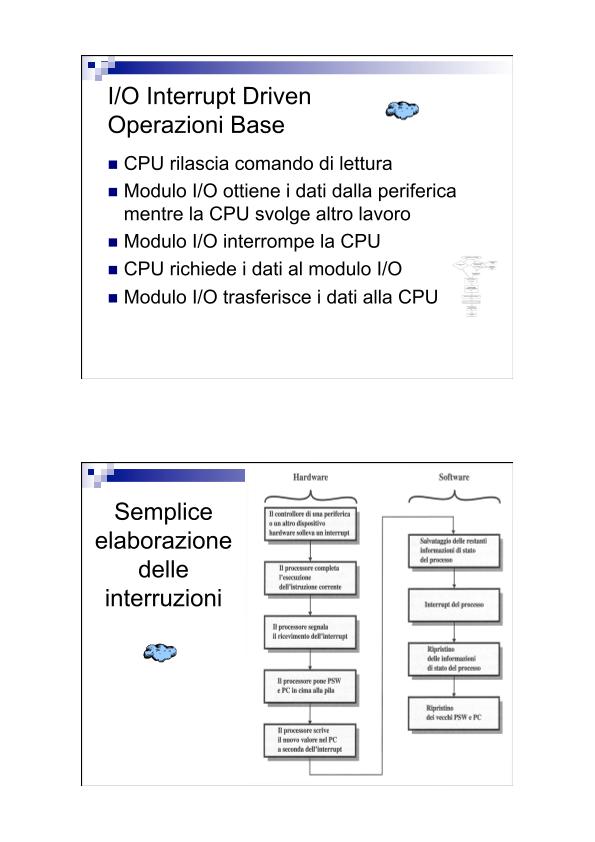 I/O Interrupt Driven
Operazioni Base
CPU rilascia comando di lettura
Modulo I/O ottiene i dati dalla periferica
mentre la CPU svolge altro lavoro
Modulo I/O interrompe la CPU
CPU richiede i dati al modulo I/O
Modulo I/O trasferisce i dati alla CPU
Semplice
elaborazione
delle
interruzioni
Hardware
Il controllore di una periferica
o un altro dispositivo
hardware solleva un interrupt
Il processore completa
l'esecuzione
dell'istruzione corrente
Il processore segnala
il ricevimento dell'interrupt
Il processore pone PSW
e PC in cima alla pila
Il processore scrive
il nuovo valore nel PC
a seconda dell'interrupt
Software
Salvataggio delle restanti
informazioni di stato
del processo
Interrupt del processo
Ripristino
delle informazioni
di stato del processo
Ripristino
dei vecchi PSW e PC